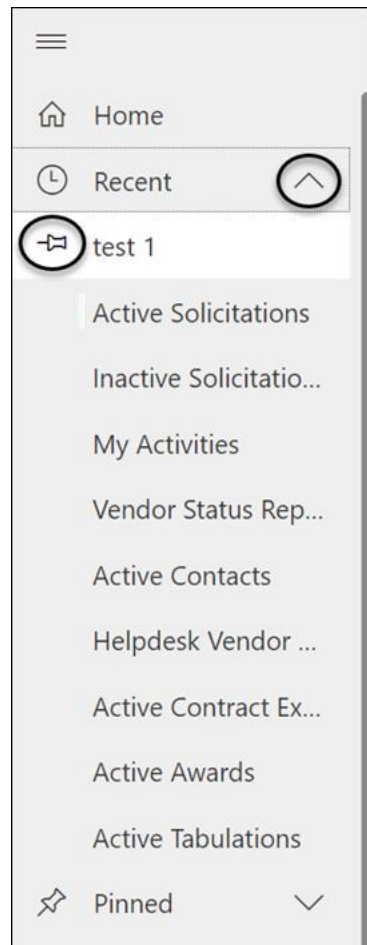 Home
Recent
test 1
Active Solicitations
Inactive Solicitatio...
My Activities
Vendor Status Rep...
Active Contacts
Helpdesk Vendor ...
Active Contract Ex...
Active Awards
Active Tabulations
Pinned